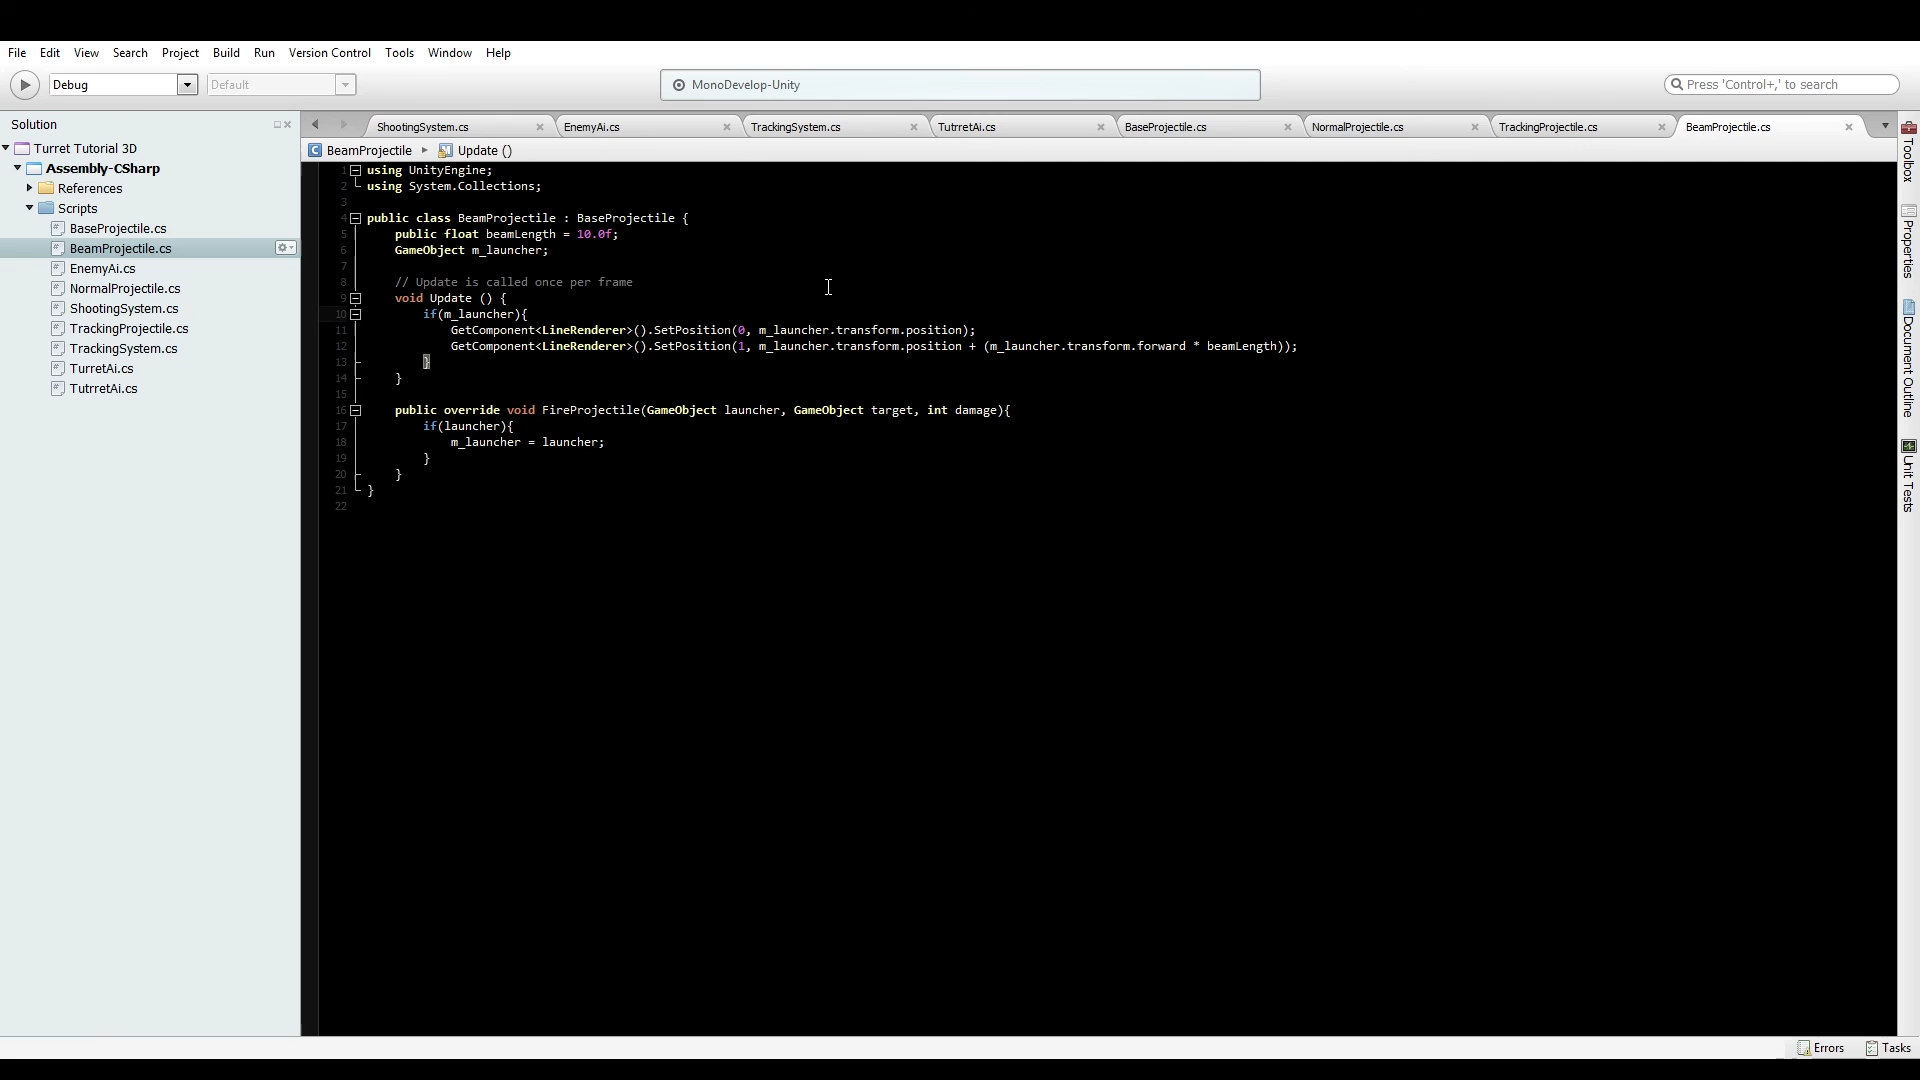 File Edit View Search Project Build Run Version Control Tools Window Help
Debug Default MonoDevelop-Unity Press 'Control+,' to search
Solution
Turret Tutorial 3D
Assembly-CSharp
References
Scripts
BaseProjectile.cs
BeamProjectile.cs
EnemyAi.cs
NormalProjectile.cs
ShootingSystem.cs
TrackingProjectile.cs
TrackingSystem.cs
TurretAi.cs
TutrretAi.cs
ShootingSystem.cs EnemyAi.cs TrackingSystem.cs TutrretAi.cs BaseProjectile.cs NormalProjectile.cs TrackingProjectile.cs BeamProjectile.cs
BeamProjectile Update ()
1 using UnityEngine;
2 using System.Collections;
3
4 public class BeamProjectile : BaseProjectile {
5 public float beamLength = 10.0f;
6 GameObject m_launcher;
7
8 // Update is called once per frame
9 void Update () {
10 if(m_launcher){
11 GetComponent<LineRenderer>().SetPosition(0, m_launcher.transform.position);
12 GetComponent<LineRenderer>().SetPosition(1, m_launcher.transform.position + (m_launcher.transform.forward * beamLength));
13 }
14 }
15
16 public override void FireProjectile(GameObject launcher, GameObject target, int damage){
17 if(launcher){
18 m_launcher = launcher;
19 }
20 }
21 }
22
Toolbox
Properties
Document Outline
Unit Tests
Errors Tasks